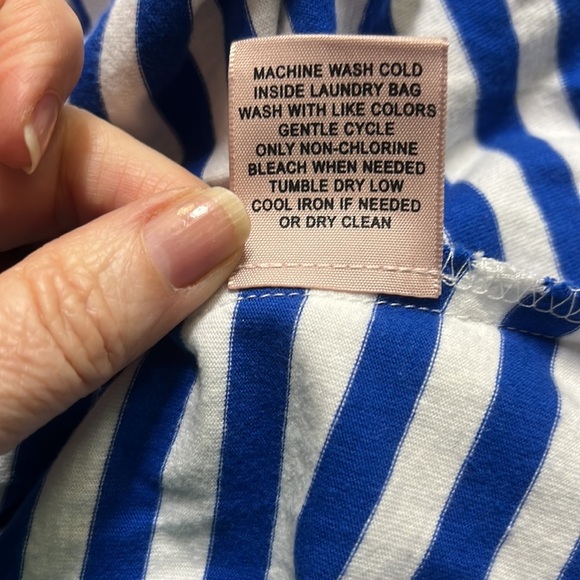 MACHINE WASH COLD
INSIDE LAUNDRY BAG
WASH WITH LIKE COLORS
GENTLE CYCLE
ONLY NON-CHLORINE
BLEACH WHEN NEEDED
TUMBLE DRY LOW
COOL IRON IF NEEDED
OR DRY CLEAN